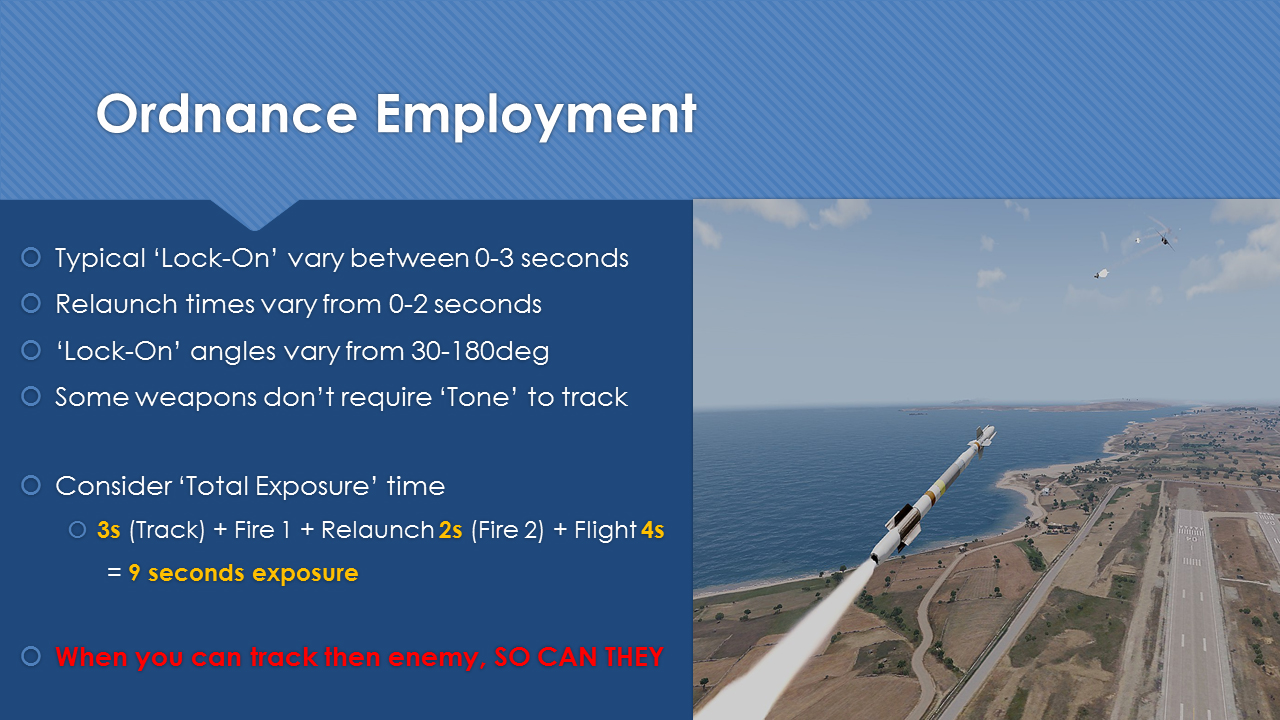 Ordnance Employment
Typical ‘Lock-On’ vary between 0-3 seconds
Relaunch times vary from 0-2 seconds
‘Lock-On’ angles vary from 30-180deg
Some weapons don’t require ‘Tone’ to track
Consider ‘Total Exposure’ time
3s (Track) + Fire 1 + Relaunch 2s (Fire 2) + Flight 4s
= 9 seconds exposure
When you can track then enemy, SO CAN THEY